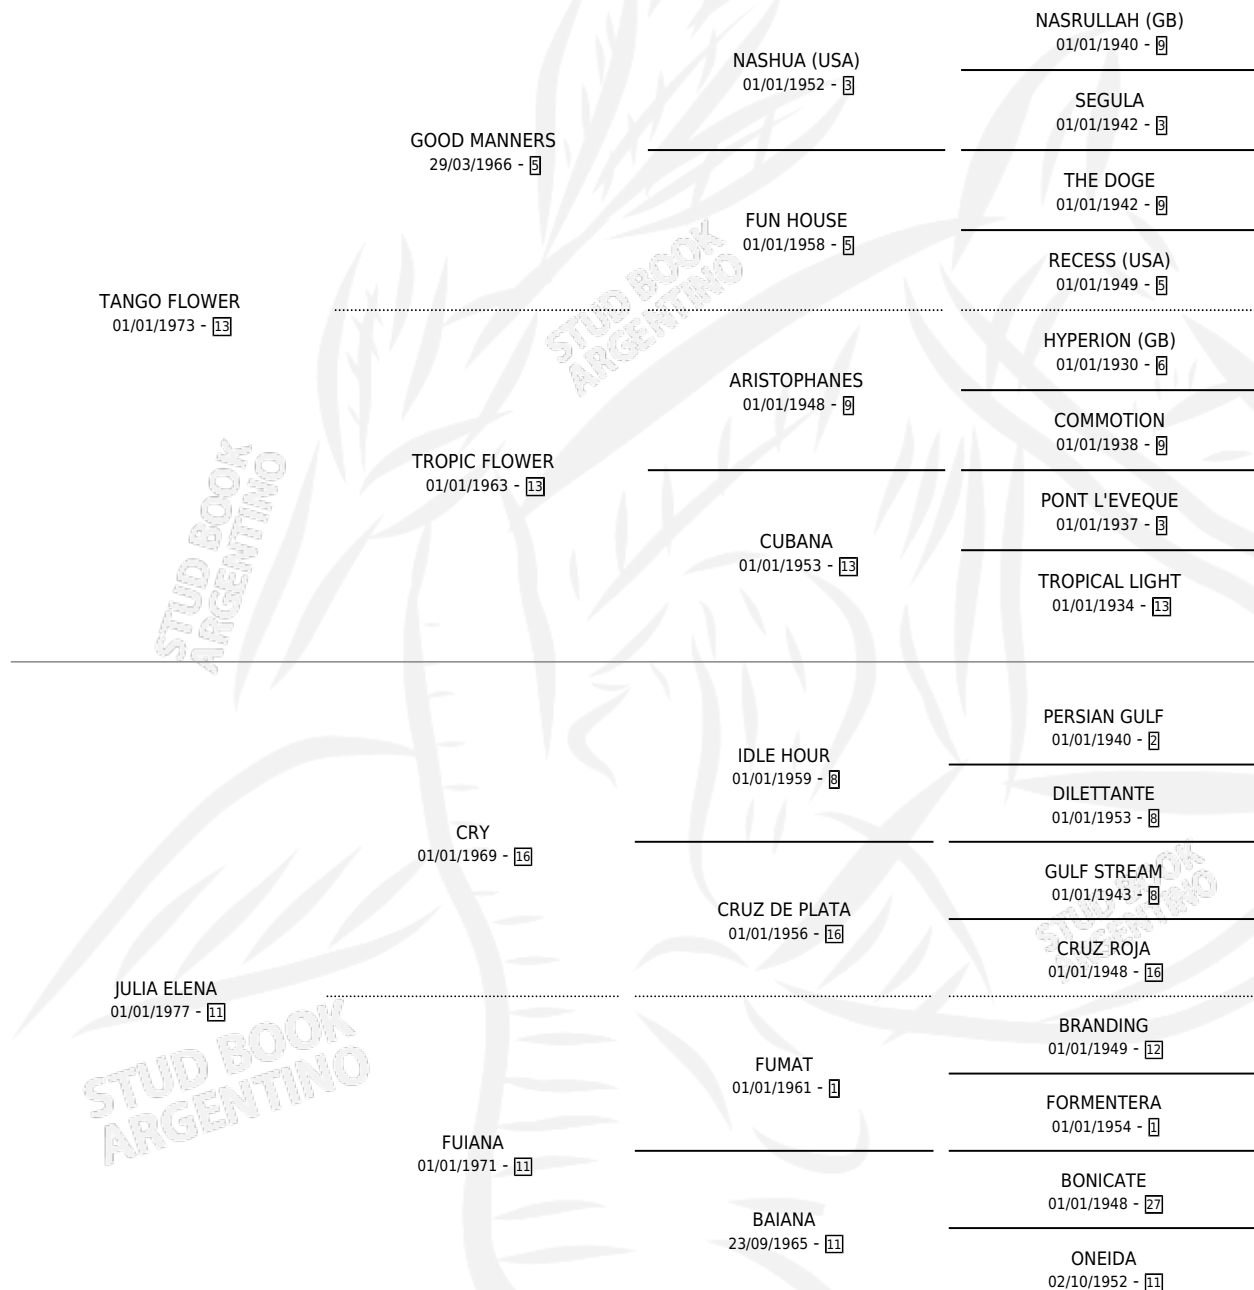 NASRULLAH (GB)
01/01/1940 - 9
NASHUA (USA)
01/01/1952 - 3
SEGULA
01/01/1942 - 3
GOOD MANNERS
29/03/1966 - 5
THE DOGE
01/01/1942 - 9
FUN HOUSE
01/01/1958 - 5
RECESS (USA)
01/01/1949 - 5
TANGO FLOWER
01/01/1973 - 13
HYPERION (GB)
01/01/1930 - 6
ARISTOPHANES
01/01/1948 - 9
COMMOTION
01/01/1938 - 9
TROPIC FLOWER
01/01/1963 - 13
PONT L'EVEQUE
01/01/1937 - 3
CUBANA
01/01/1953 - 13
TROPICAL LIGHT
01/01/1934 - 13
PERSIAN GULF
01/01/1940 - 2
IDLE HOUR
01/01/1959 - 8
DILETTANTE
01/01/1953 - 8
CRY
01/01/1969 - 16
GULF STREAM
01/01/1943 - 8
CRUZ DE PLATA
01/01/1956 - 16
CRUZ ROJA
01/01/1948 - 16
JULIA ELENA
01/01/1977 - 11
BRANDING
01/01/1949 - 12
FUMAT
01/01/1961 - 1
FORMENTERA
01/01/1954 - 1
FUIANA
01/01/1971 - 11
BONICATE
01/01/1948 - 27
BAIANA
23/09/1965 - 11
ONEIDA
02/10/1952 - 11
STUD BOOK
ARGENTINO
STUD BOOK
ARGENTINO
STUD BOOK
ARGENTINO
STUD BOOK
ARGENTINO